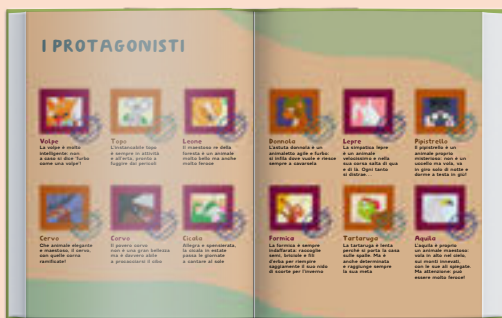 I PROTAGONISTI
Volpe
La volpe è molto
intelligente: non
a caso si dice "furbo
come una volpe"!
Topo
L'instancabile topo
è sempre in attività
e all'erta, pronto a
fuggire dai pericoli
Leone
Il maestoso re della
foresta è un animale
molto bello, ma anche
molto feroce
Donnola
L'astuta donnola è un
animaletto agile e furbo:
si infila dove vuole e riesce
sempre a cavarsela
Lepre
La simpatica lepre
è un animale
velocissimo e nella
sua corsa salta di qua
e di là. Ogni tanto
si distrae...
Pipistrello
Il pipistrello è un
animale proprio
misterioso: non è un
uccello ma vola, va
in giro solo di notte e
dorme a testa in giù!
Cervo
Che animale elegante
e maestoso, il cervo,
con quelle corna
ramificate!
Corvo
Il povero corvo
non è una gran bellezza
ma è davvero abile
a procacciarsi il cibo
Cicala
Allegra e spensierata,
la cicala in estate
passa le giornate
a cantare al sole
Formica
La formica è sempre
indaffarata: raccoglie
semi, briciole e fili
d'erba per riempire
saggiamente il suo nido
di scorte per l'inverno
Tartaruga
La tartaruga è lenta
perché si porta la casa
sulle spalle. Ma è
anche determinata
e raggiunge sempre
la sua meta
Aquila
L'aquila è proprio
un animale maestoso:
vola in alto nel cielo,
sui monti innevati,
con le sue ali spiegate.
Ma attenzione: può
essere molto feroce!